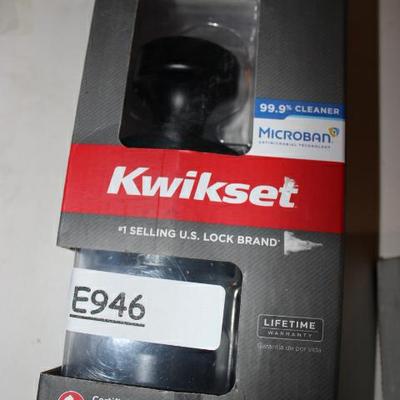 99.9% CLEANER
MICROBAN
ANTIMICROBIAL TECHNOLOGY
Kwikset
#1 SELLING U.S. LOCK BRAND*
E946
LIFETIME
WARRANTY
Garantía de por vida